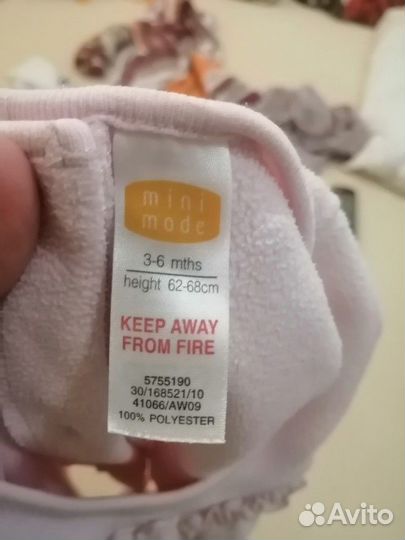 mini
mode
3-6 mths
height 62-68cm
KEEP AWAY
FROM FIRE
5755190
30/168521/10
41066/AW09
100% POLYESTER
Avito